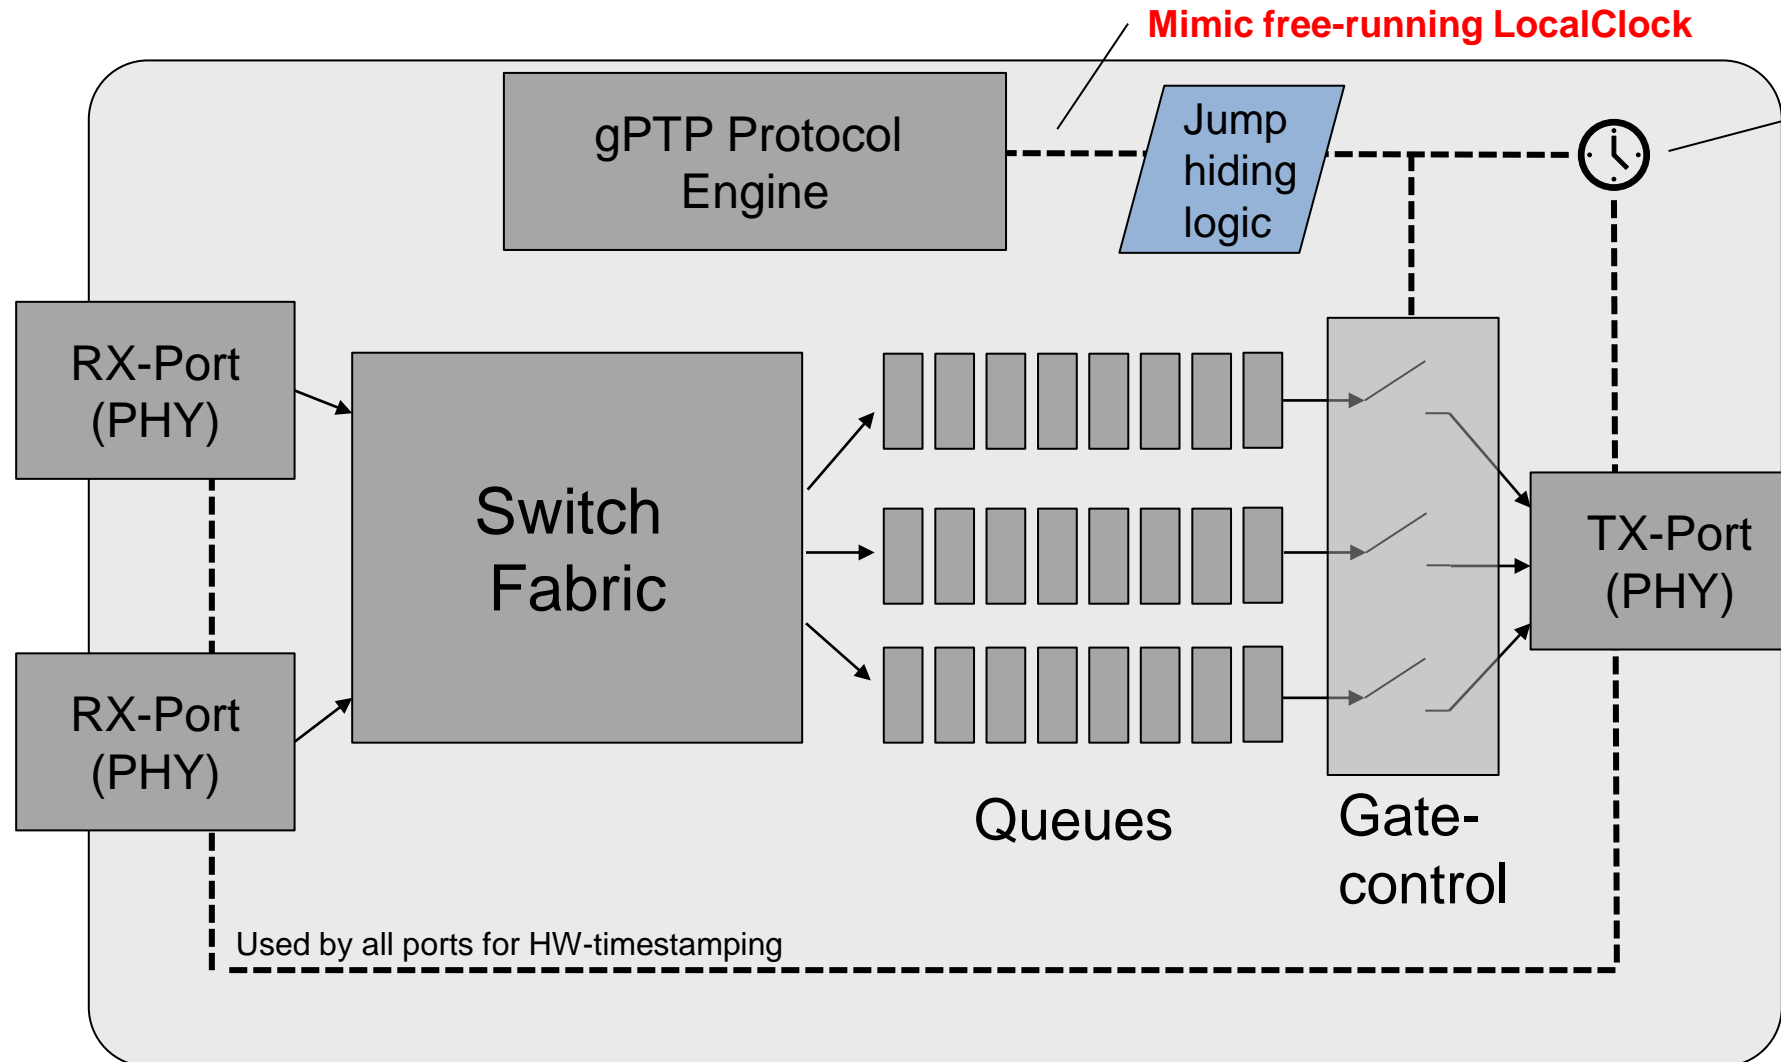 Mimic free-running LocalClock
gPTP Protocol
Engine
Jump
hiding
logic
RX-Port
(PHY)
Switch
Fabric
TX-Port
(PHY)
RX-Port
(PHY)
Queues
Gate-
control
Used by all ports for HW-timestamping